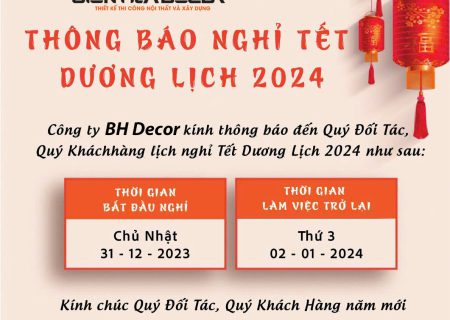 THIẾT KẾ THI CÔNG NỘI THẤT VÀ XÂY DỰNG
THÔNG BÁO NGHỈ TẾT
DƯƠNG LỊCH 2024
Công ty BH Decor kính thông báo đến Quý Đối Tác,
Quý Kháchhàng lịch nghỉ Tết Dương Lịch 2024 như sau:
THỜI GIAN
BẮT ĐẦU NGHỈ
Chủ Nhật
31 - 12 - 2023
THỜI GIAN
LÀM VIỆC TRỞ LẠI
Thứ 3
02 - 01 - 2024
Kính chúc Quý Đối Tác, Quý Khách Hàng năm mới